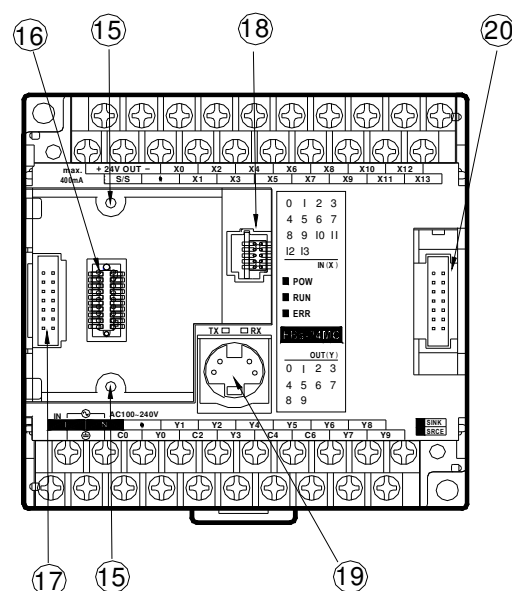 16 15 18 20
max. + 24V OUT − X0 X2 X4 X6 X8 X10 X12
400mA S/S • X1 X3 X5 X7 X9 X11 X13
0 1 2 3
4 5 6 7
8 9 10 11
12 13
IN (X)
POW
RUN
ERR
TX RX
OUT(Y)
0 1 2 3
4 5 6 7
8 9
IN AC100~240V
• Y1 Y2 Y4 Y5 Y6 Y8
C0 Y0 C2 Y3 C4 C6 Y7 Y9
SINK
SRCE
17 15 19